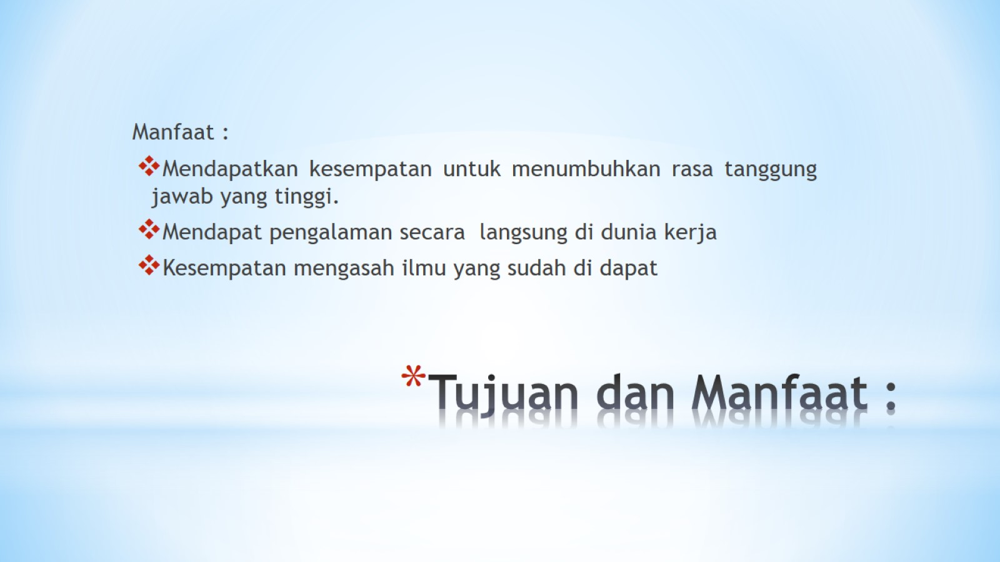 Manfaat :
❖Mendapatkan kesempatan untuk menumbuhkan rasa tanggung
jawab yang tinggi.
❖Mendapat pengalaman secara  langsung di dunia kerja
❖Kesempatan mengasah ilmu yang sudah di dapat
*Tujuan dan Manfaat :